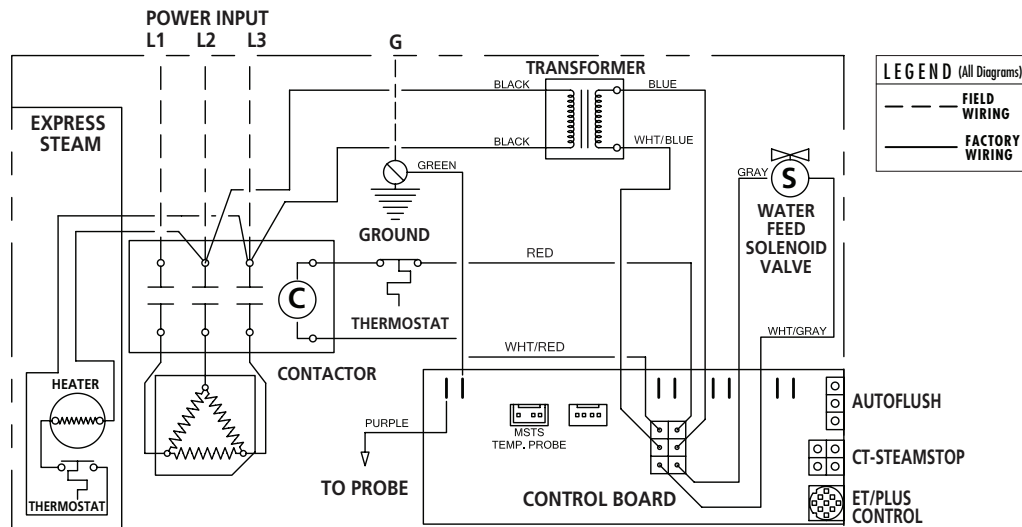 POWER INPUT
L1 L2 L3 G
TRANSFORMER
BLACK
BLUE
LEGEND (All Diagrams)
FIELD
WIRING
FACTORY
WIRING
EXPRESS
STEAM
BLACK
WHT/BLUE
GREEN
GRAY
S
WATER
FEED
SOLENOID
VALVE
GROUND
RED
C
THERMOSTAT
WHT/GRAY
WHT/RED
CONTACTOR
HEATER
THERMOSTAT
PURPLE
TO PROBE
MSTS
TEMP. PROBE
CONTROL BOARD
AUTOFLUSH
CT-STEAMSTOP
ET/PLUS
CONTROL